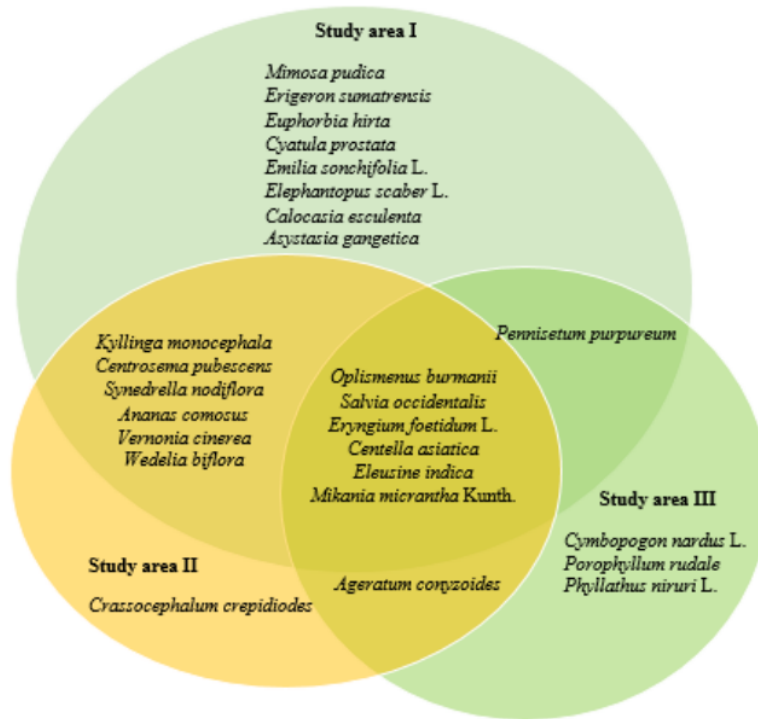 Study area I
Mimosa pudica
Erigeron sumatrensis
Euphorbia hirta
Cyatula prostata
Emilia sonchifolia L.
Elephantopus scaber L.
Calocasia esculenta
Asystasia gangetica
Kyllinga monocephala
Centrosema pubescens
Synedrella nodiflora
Ananas comosus
Vernonia cinerea
Wedelia biflora
Pennisetum purpureum
Oplismenus burmanii
Salvia occidentalis
Eryngium foetidum L.
Centella asiatica
Eleusine indica
Mikania micrantha Kunth.
Study area III
Cymbopogon nardus L.
Porophyllum rudale
Phyllathus niruri L.
Study area II
Crassocephalum crepidiodes
Ageratum conyzoides